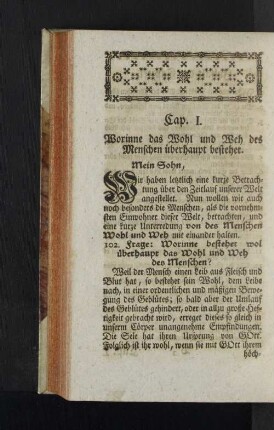 Cap. I.
Worinne das Wohl und Weh des
Menschen überhaupt bestehet.
Mein Sohn,
Wir haben letztlich eine kurze Betrach-
tung über den Zeitlauf unserer Welt
angestellet. Nun wollen wir auch
noch besonders die Menschen, als die vornehm-
sten Einwohner dieser Welt, betrachten, und
eine kurze Unterredung von des Menschen
Wohl und Weh mit einander halten.
102. Frage: Worinne bestehet wol
überhaupt das Wohl und Weh
des Menschen?
Weil der Mensch einen Leib aus Fleisch und
Blut hat, so bestehet sein Wohl, dem Leibe
nach, in einer ordentlichen und mäßigen Bewe-
gung des Geblütes; so bald aber der Umlauf
des Geblütes gehindert, oder in allzu große Hef-
tigkeit gebracht wird, erreget dieses so gleich in
unserm Cörper unangenehme Empfindungen.
Die Sele hat ihren Ursprung von GOtt.
Folglich ist ihr wohl, wenn sie mit GOtt ihrem
höch-